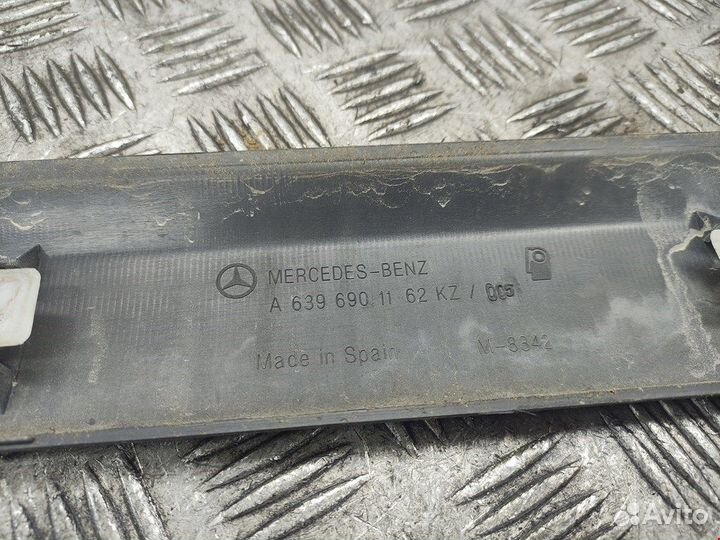 MERCEDES-BENZ
A 639 690 11 62 KZ / 005
Made in Spain
M-8342
Avito